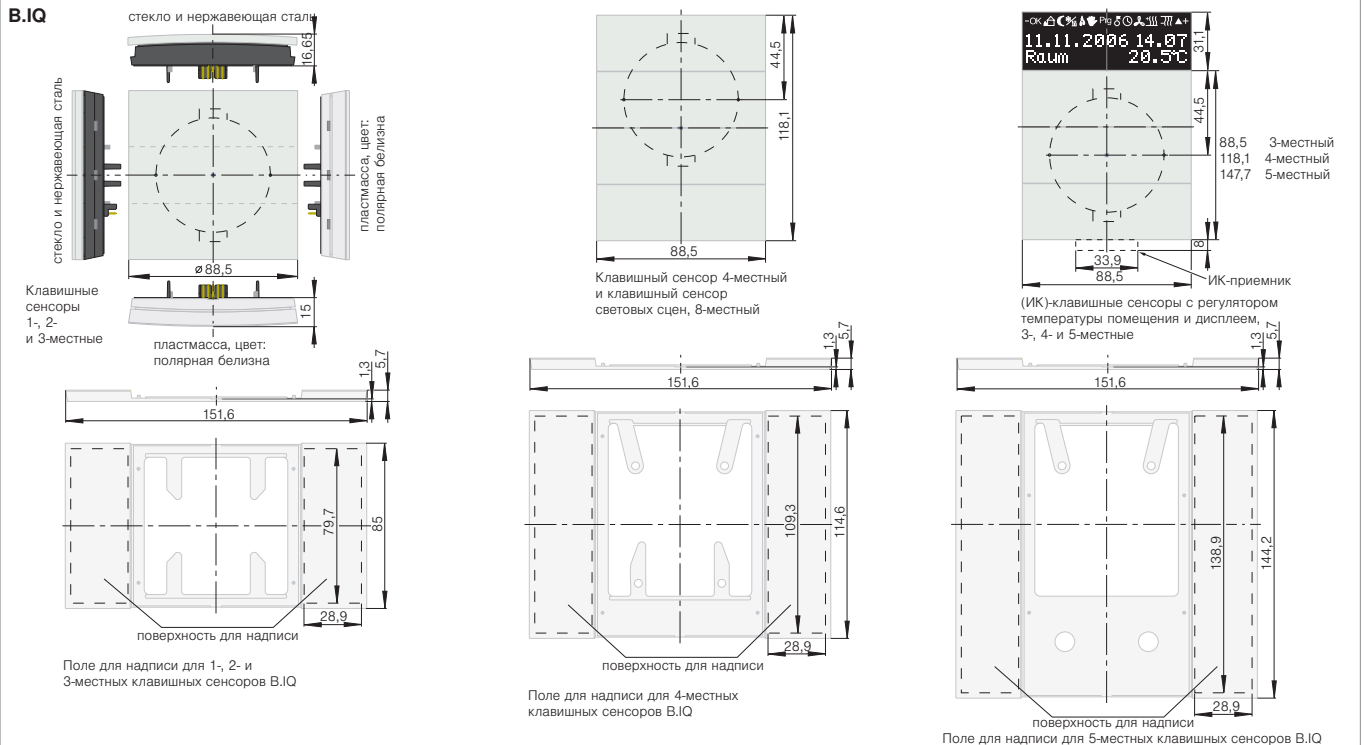 B.IQ
стекло и нержавеющая сталь
16,65
стекло и нержавеющая сталь
пластмасса, цвет:
полярная белизна
ø 88,5
15
Клавишные
сенсоры
1-, 2-
и 3-местные
пластмасса, цвет:
полярная белизна
44,5
118,1
88,5
Клавишный сенсор 4-местный
и клавишный сенсор
световых сцен, 8-местный
-OK Prg +
11.11.2006 14.07
Raum 20.5°C
31,1
44,5
88,5 3-местный
118,1 4-местный
147,7 5-местный
8
33,9
88,5
ИК-приемник
(ИК)-клавишные сенсоры с регулятором
температуры помещения и дисплеем,
3-, 4- и 5-местные
1,3
5,7
151,6
79,7
85
28,9
поверхность для надписи
Поле для надписи для 1-, 2- и
3-местных клавишных сенсоров B.IQ
1,3
5,7
151,6
109,3
114,6
28,9
поверхность для надписи
Поле для надписи для 4-местных
клавишных сенсоров B.IQ
1,3
5,7
151,6
138,9
144,2
28,9
поверхность для надписи
Поле для надписи для 5-местных клавишных сенсоров B.IQ